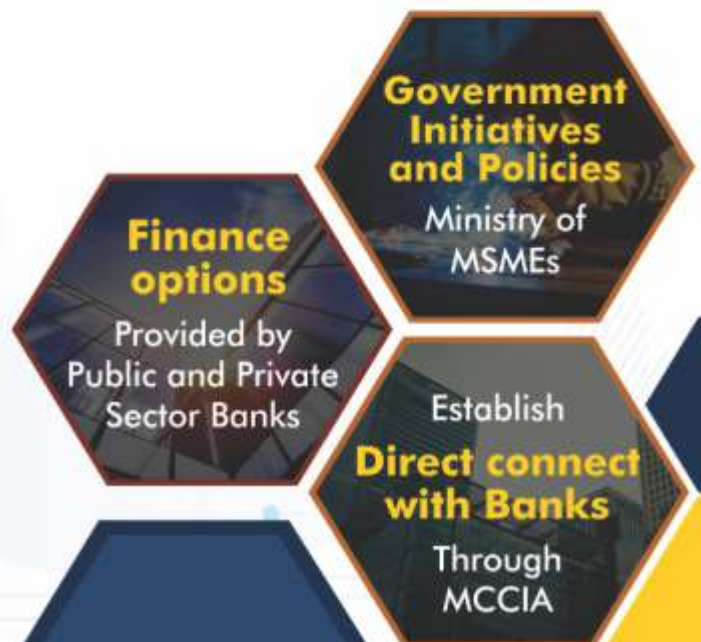 Government
Initiatives
and Policies
Ministry of
MSMEs
Finance
options
Provided by
Public and Private
Sector Banks
Establish
Direct connect
with Banks
Through
MCCIA